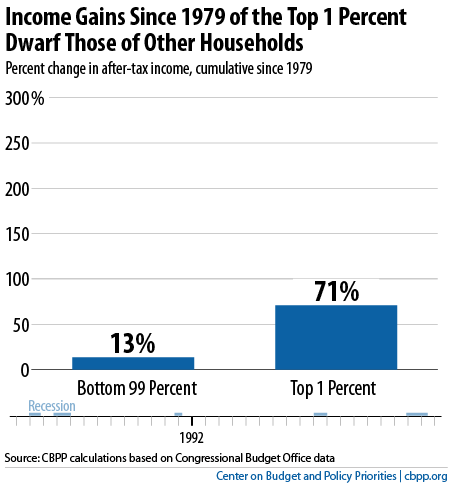 Income Gains Since 1979 of the Top 1 Percent
Dwarf Those of Other Households
Percent change in after-tax income, cumulative since 1979
300%
250
200
150
100
50
0
13%
71%
Bottom 99 Percent
Top 1 Percent
Recession
1992
Source: CBPP calculations based on Congressional Budget Office data
Center on Budget and Policy Priorities | cbpp.org